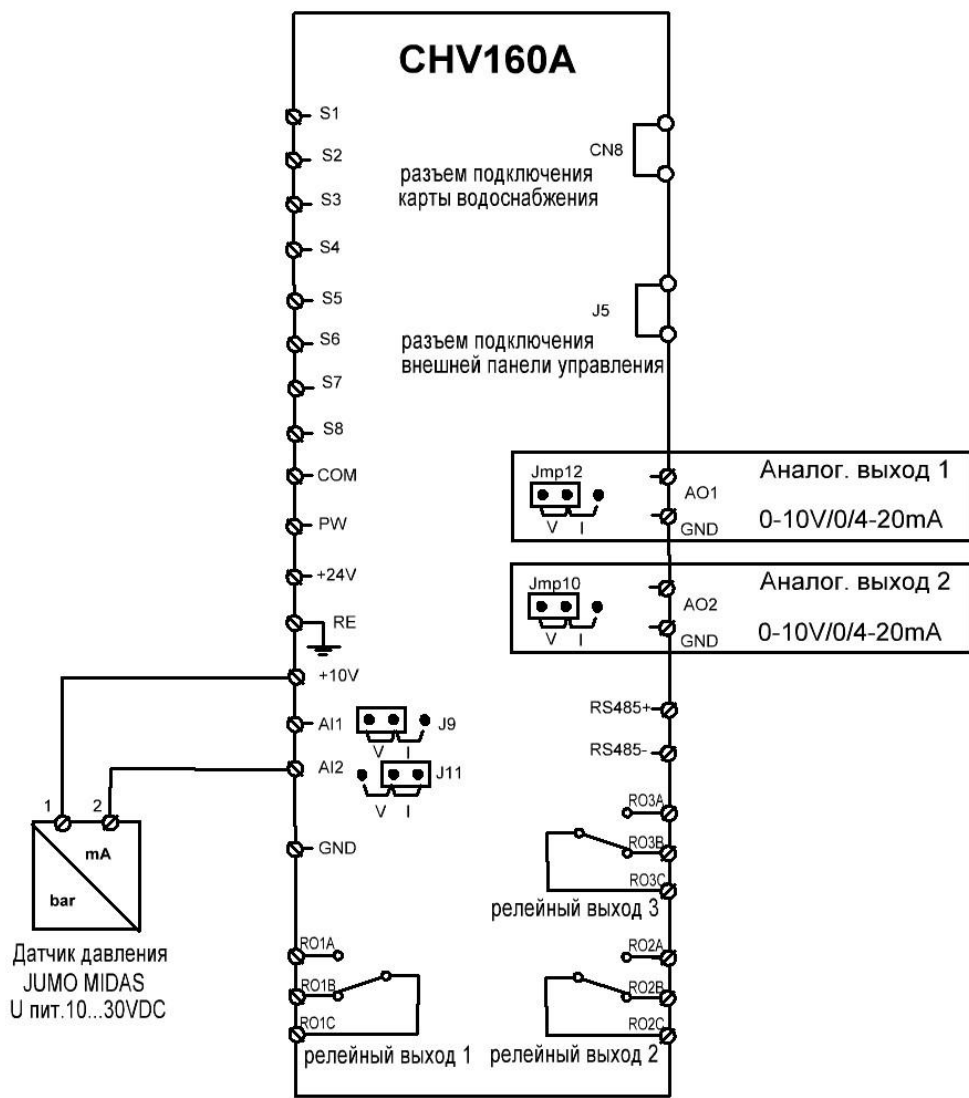 CHV160A
S1
S2
S3
S4
S5
S6
S7
S8
COM
PW
+24V
RE
+10V
AI1
J9
V I
AI2
J11
V I
GND
1 2
mA
bar
Датчик давления
JUMO MIDAS
U пит.10...30VDC
RO1A
RO1B
RO1C
релейный выход 1
CN8
разъем подключения
карты водоснабжения
J5
разъем подключения
внешней панели управления
Jmp12
V I
AO1
GND
Аналог. выход 1
0-10V/0/4-20mA
Jmp10
V I
AO2
GND
Аналог. выход 2
0-10V/0/4-20mA
RS485+
RS485-
RO3A
RO3B
RO3C
релейный выход 3
RO2A
RO2B
RO2C
релейный выход 2